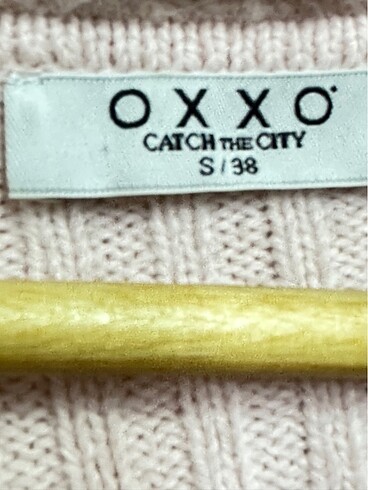 OXXO
CATCH THE CITY
S / 38